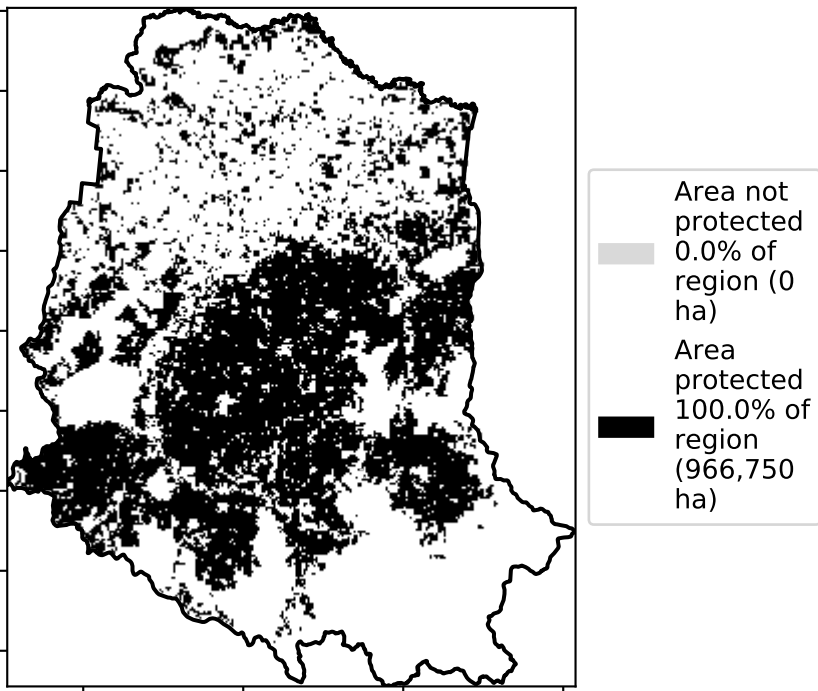 Area not
protected
0.0% of
region (0
ha)
Area
protected
100.0% of
region
(966,750
ha)